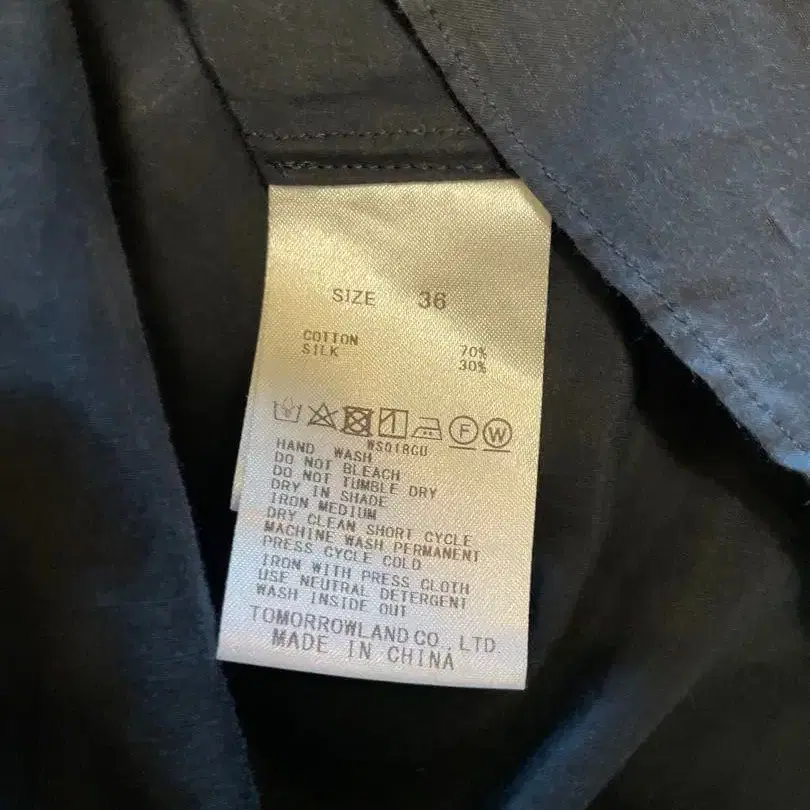 SIZE 36
COTTON 70%
SILK 30%
F W
WSQ18CU
HAND WASH
DO NOT BLEACH
DO NOT TUMBLE DRY
DRY IN SHADE
IRON MEDIUM
DRY CLEAN SHORT CYCLE
MACHINE WASH PERMANENT
PRESS CYCLE COLD
IRON WITH PRESS CLOTH
USE NEUTRAL DETERGENT
WASH INSIDE OUT
TOMORROWLAND CO., LTD.
MADE IN CHINA